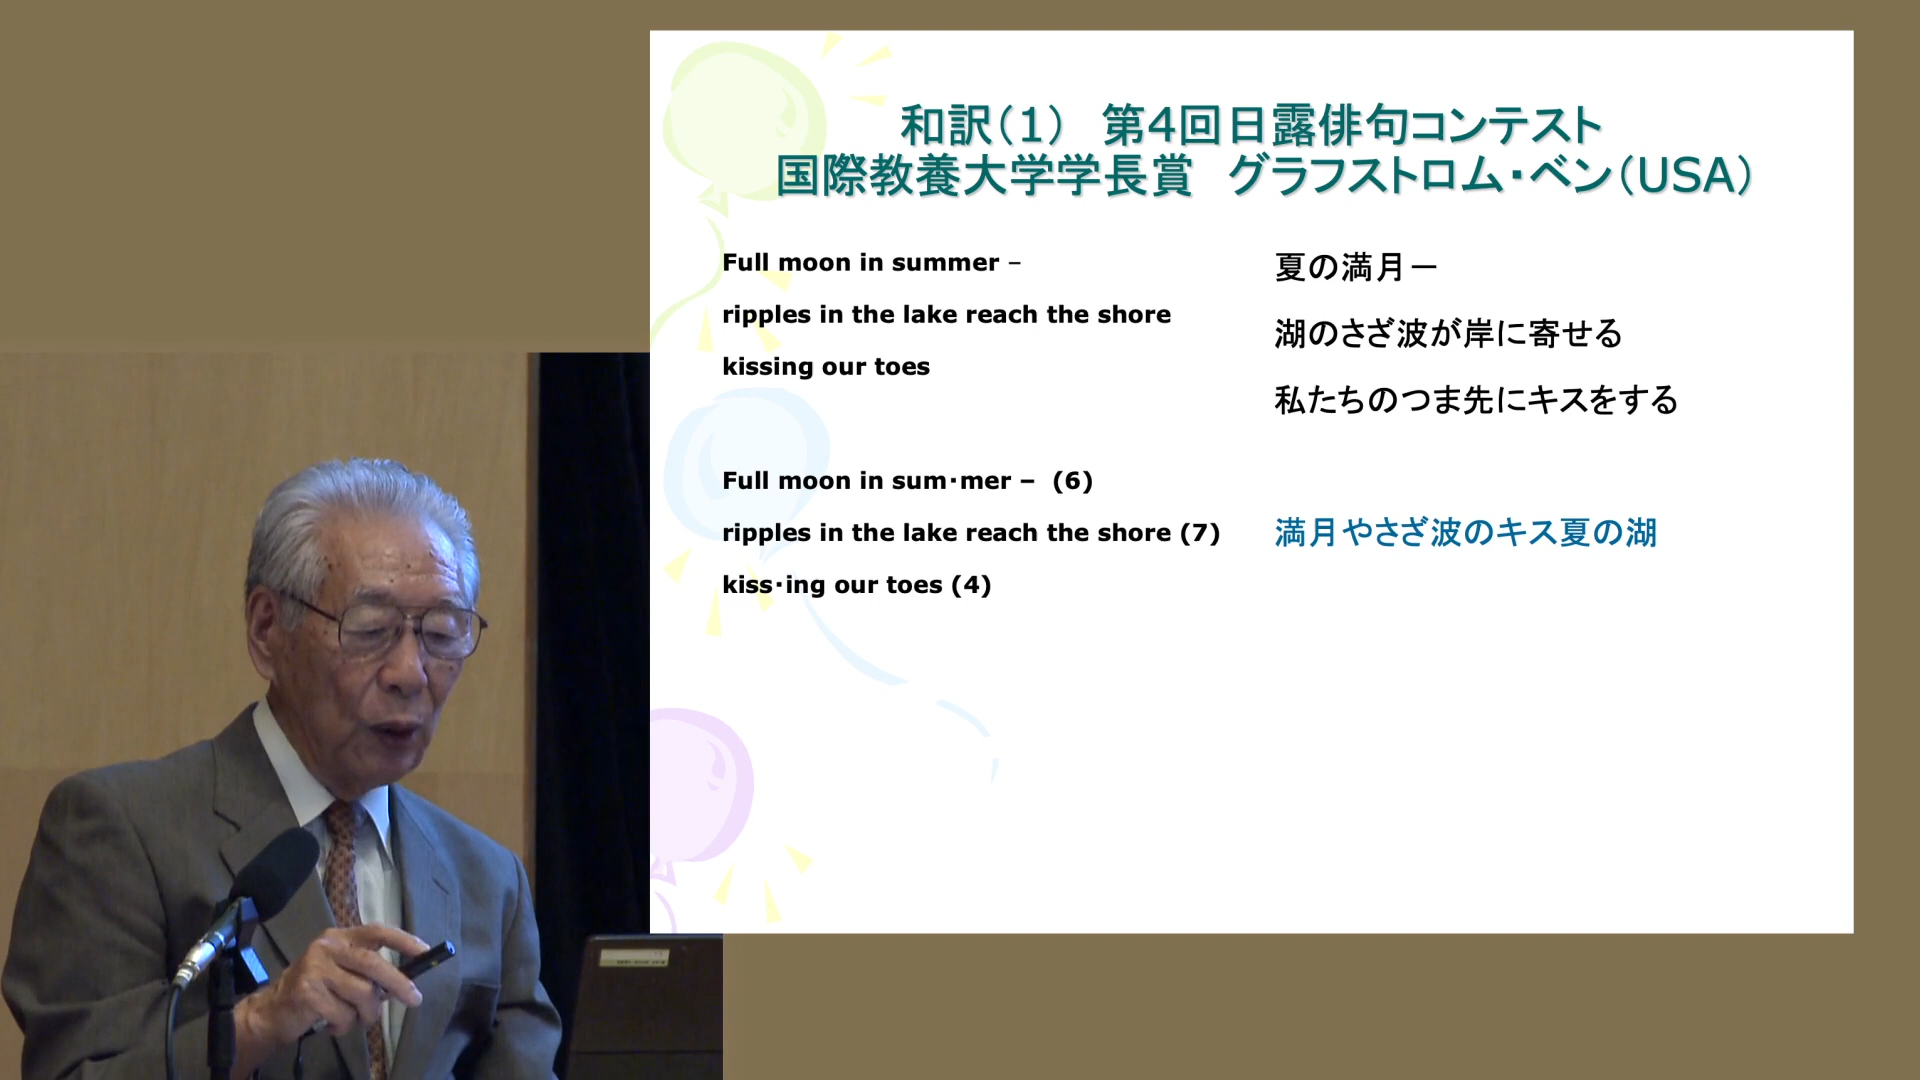 和訳（1）　第4回日露俳句コンテスト
国際教養大学学長賞　グラフストロム・ベン（USA）
Full moon in summer –
ripples in the lake reach the shore
kissing our toes
夏の満月－
湖のさざ波が岸に寄せる
私たちのつま先にキスをする
Full moon in sum・mer – (6)
ripples in the lake reach the shore (7)
kiss・ing our toes (4)
満月やさざ波のキス夏の湖